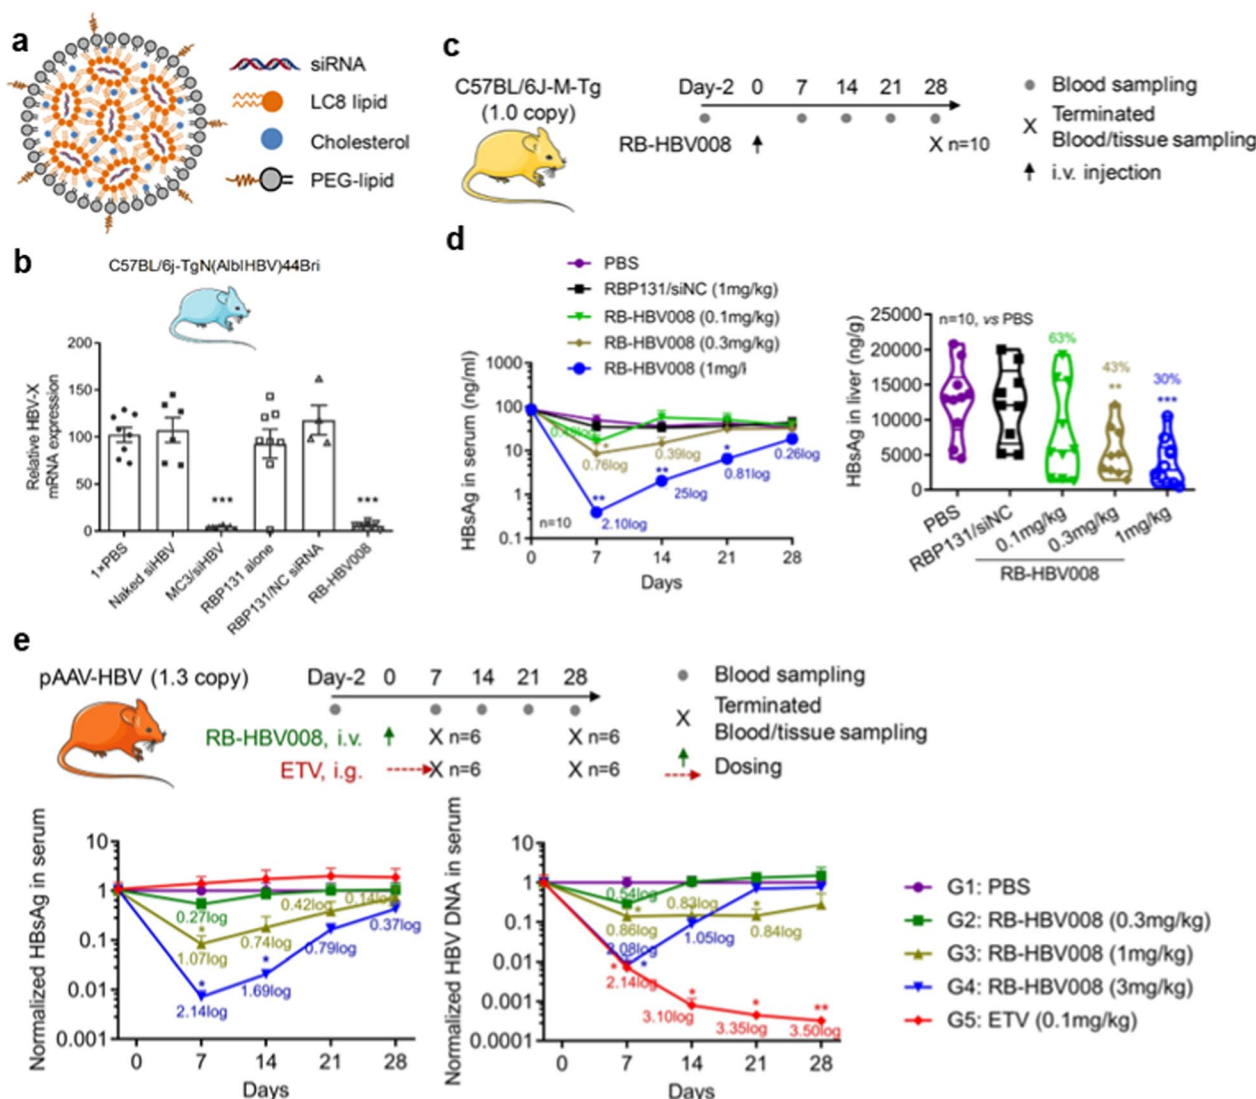 a
siRNA
LC8 lipid
Cholesterol
PEG-lipid
b
C57BL/6j-TgN(AlbIHBV)44Bri
Relative HBV-X
mRNA expression
200
150
100
50
0
***
***
1×PBS
Naked siHBV
MC3/siHBV
RBP131 alone
RBP131/NC siRNA
RB-HBV008
c
C57BL/6J-M-Tg
(1.0 copy)
Day-2 0 7 14 21 28
RB-HBV008
X n=10
Blood sampling
X Terminated
Blood/tissue sampling
i.v. injection
d
PBS
RBP131/siNC (1mg/kg)
RB-HBV008 (0.1mg/kg)
RB-HBV008 (0.3mg/kg)
RB-HBV008 (1mg/l
HBsAg in serum (ng/ml)
1000
100
10
1
0.1
*
0.76log
0.39log
**
2.10log
**
25log
*
0.81log
0.26log
n=10
0 7 14 21 28
Days
HBsAg in liver (ng/g)
25000
20000
15000
10000
5000
0
n=10, vs PBS
63%
43%
**
30%
***
PBS
RBP131/siNC
0.1mg/kg
0.3mg/kg
1mg/kg
RB-HBV008
e
pAAV-HBV (1.3 copy)
Day-2 0 7 14 21 28
RB-HBV008, i.v.
X n=6 X n=6
ETV, i.g.
X n=6 X n=6
Blood sampling
X Terminated
Blood/tissue sampling
Dosing
Normalized HBsAg in serum
10
1
0.1
0.01
0.001
0.27log
0.42log
0.14log
*
1.07log
0.74log
0.79log
0.37log
*
2.14log
*
1.69log
0 7 14 21 28
Days
Normalized HBV DNA in serum
10
1
0.1
0.01
0.001
0.0001
0.54log
0.83log
*
0.86log
*
0.84log
2.08log
*
1.05log
*
2.14log
*
3.10log
*
3.35log
**
3.50log
0 7 14 21 28
Days
G1: PBS
G2: RB-HBV008 (0.3mg/kg)
G3: RB-HBV008 (1mg/kg)
G4: RB-HBV008 (3mg/kg)
G5: ETV (0.1mg/kg)